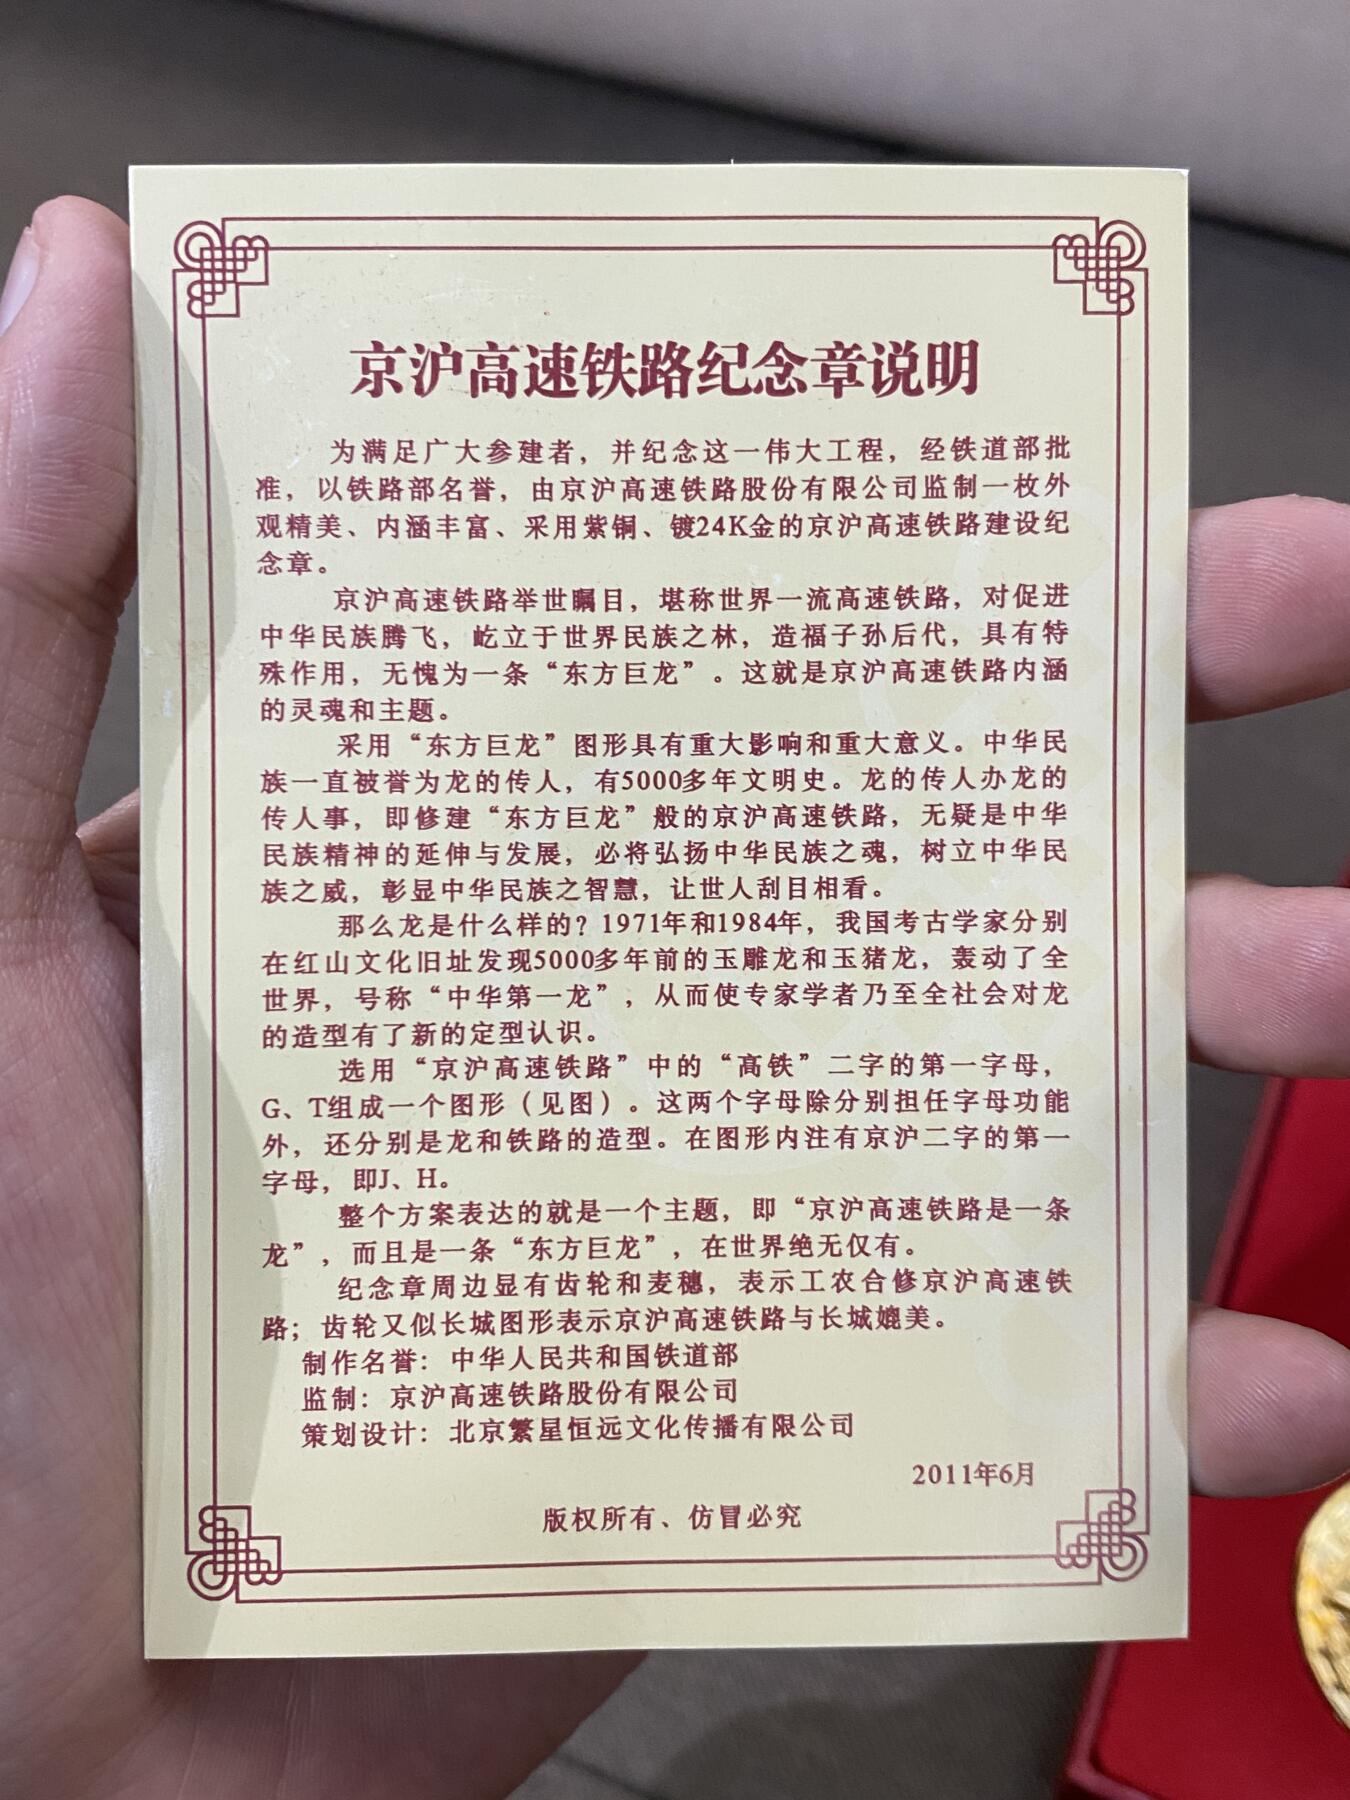 京沪高速铁路纪念章说明
为满足广大参建者，并纪念这一伟大工程，经铁道部批
准，以铁路部名誉，由京沪高速铁路股份有限公司监制一枚外
观精美、内涵丰富、采用紫铜、镀24K金的京沪高速铁路建设纪
念章。
京沪高速铁路举世瞩目，堪称世界一流高速铁路，对促进
中华民族腾飞，屹立于世界民族之林，造福子孙后代，具有特
殊作用，无愧为一条“东方巨龙”。这就是京沪高速铁路内涵
的灵魂和主题。
采用“东方巨龙”图形具有重大影响和重大意义。中华民
族一直被誉为龙的传人，有5000多年文明史。龙的传人办龙的
传人事，即修建“东方巨龙”般的京沪高速铁路，无疑是中华
民族精神的延伸与发展，必将弘扬中华民族之魂，树立中华民
族之威，彰显中华民族之智慧，让世人刮目相看。
那么龙是什么样的？1971年和1984年，我国考古学家分别
在红山文化旧址发现5000多年前的玉雕龙和玉猪龙，轰动了全
世界，号称“中华第一龙”，从而使专家学者乃至全社会对龙
的造型有了新的定型认识。
选用“京沪高速铁路”中的“高铁”二字的第一字母，
G、T组成一个图形（见图）。这两个字母除分别担任字母功能
外，还分别是龙和铁路的造型。在图形内注有京沪二字的第一
字母，即J、H。
整个方案表达的就是一个主题，即“京沪高速铁路是一条
龙”，而且是一条“东方巨龙”，在世界绝无仅有。
纪念章周边显有齿轮和麦穗，表示工农合修京沪高速铁
路；齿轮又似长城图形表示京沪高速铁路与长城媲美。
制作名誉：中华人民共和国铁道部
监制：京沪高速铁路股份有限公司
策划设计：北京繁星恒远文化传播有限公司
2011年6月
版权所有、仿冒必究